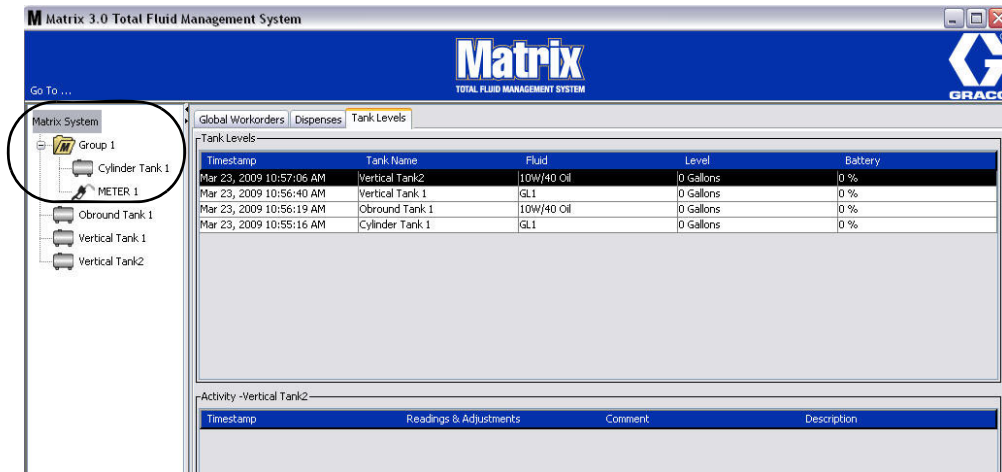 M Matrix 3.0 Total Fluid Management System
Matrix
TOTAL FLUID MANAGEMENT SYSTEM
Go To ...
GRACO
Matrix System
Group 1
Cylinder Tank 1
METER 1
Obround Tank 1
Vertical Tank 1
Vertical Tank2
Global Workorders Dispenses Tank Levels
Tank Levels
Timestamp Tank Name Fluid Level Battery
Mar 23, 2009 10:57:06 AM Vertical Tank2 10W/40 Oil 0 Gallons 0 %
Mar 23, 2009 10:56:40 AM Vertical Tank 1 GL1 0 Gallons 0 %
Mar 23, 2009 10:56:19 AM Obround Tank 1 10W/40 Oil 0 Gallons 0 %
Mar 23, 2009 10:55:16 AM Cylinder Tank 1 GL1 0 Gallons 0 %
Activity -Vertical Tank2
Timestamp Readings & Adjustments Comment Description